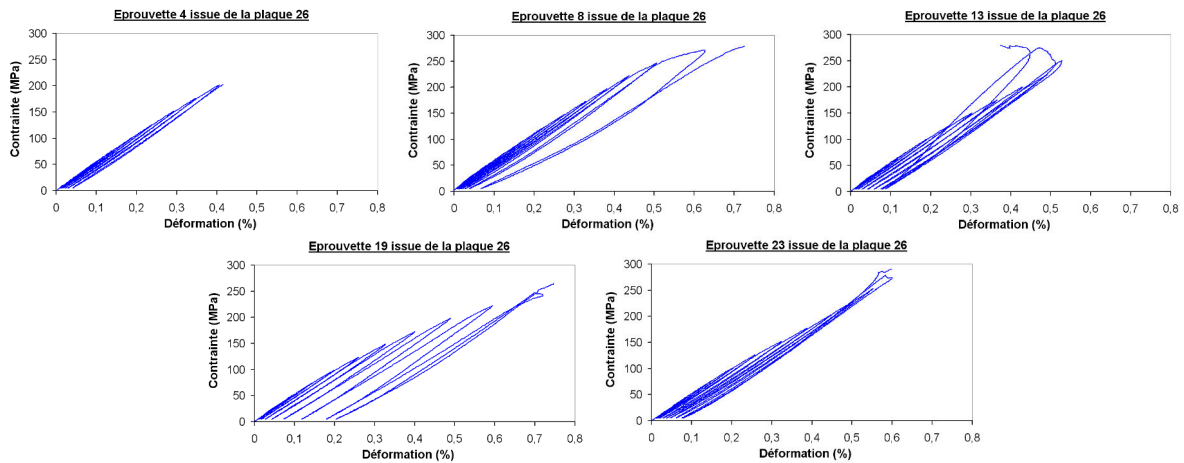 Eprouvette 4 issue de la plaque 26
Contrainte (MPa)
300
250
200
150
100
50
0
0 0,1 0,2 0,3 0,4 0,5 0,6 0,7 0,8
Déformation (%)
Eprouvette 8 issue de la plaque 26
Contrainte (MPa)
300
250
200
150
100
50
0
0 0,1 0,2 0,3 0,4 0,5 0,6 0,7 0,8
Déformation (%)
Eprouvette 13 issue de la plaque 26
Contrainte (MPa)
300
250
200
150
100
50
0
0 0,1 0,2 0,3 0,4 0,5 0,6 0,7 0,8
Déformation (%)
Eprouvette 19 issue de la plaque 26
Contrainte (MPa)
300
250
200
150
100
50
0
0 0,1 0,2 0,3 0,4 0,5 0,6 0,7 0,8
Déformation (%)
Eprouvette 23 issue de la plaque 26
Contrainte (MPa)
300
250
200
150
100
50
0
0 0,1 0,2 0,3 0,4 0,5 0,6 0,7 0,8
Déformation (%)